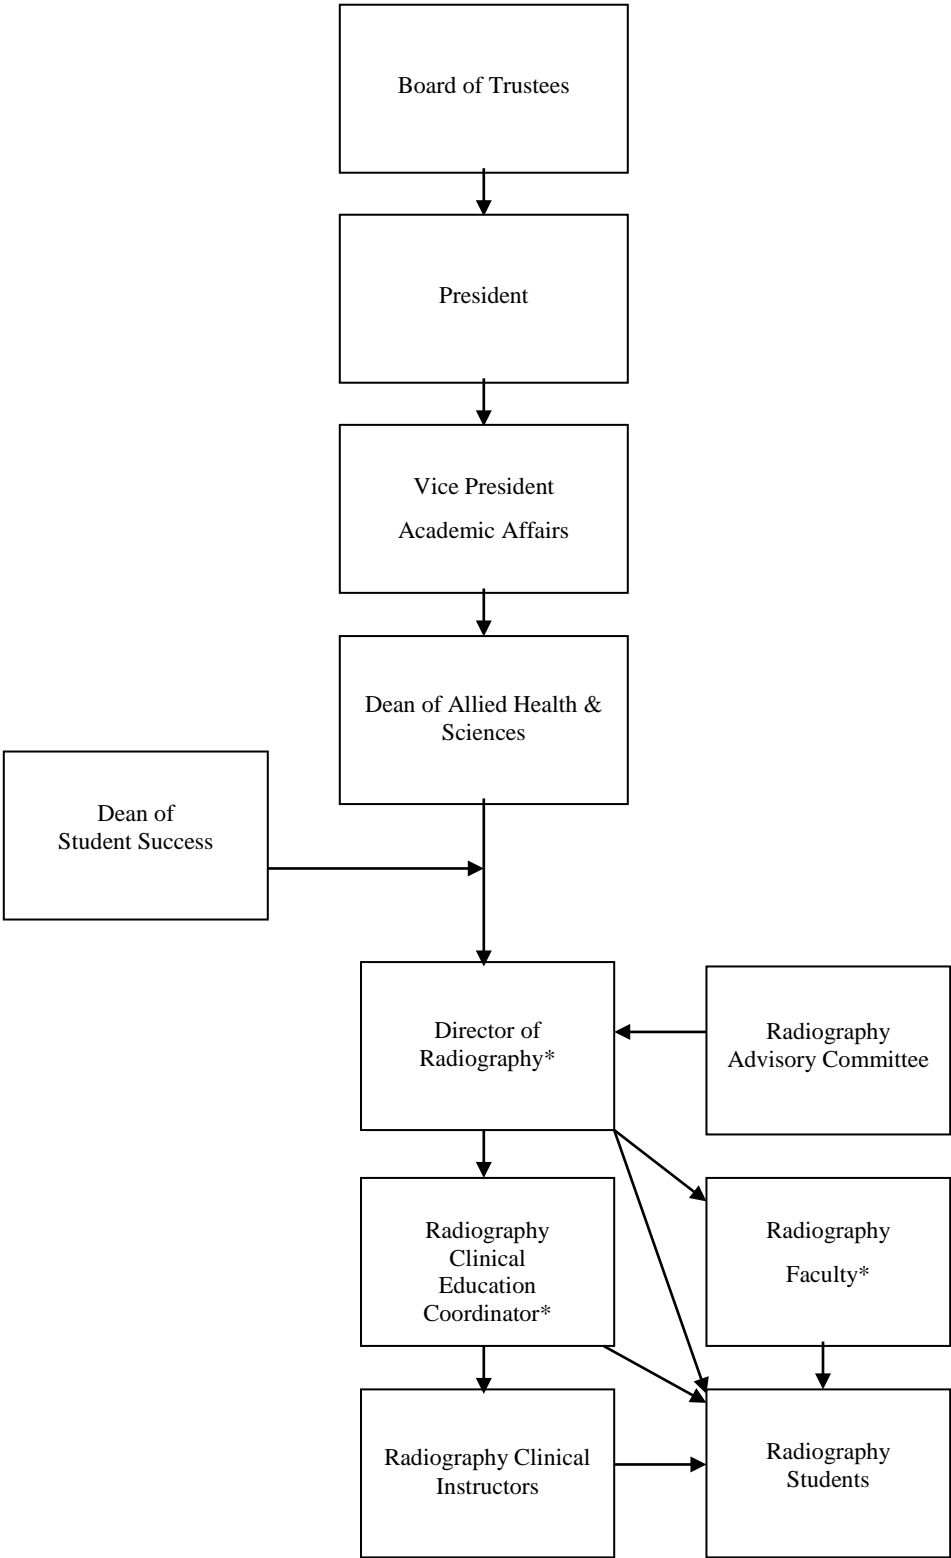 Board of Trustees
President
Vice President
Academic Affairs
Dean of Allied Health &
Sciences
Dean of
Student Success
Director of
Radiography*
Radiography
Advisory Committee
Radiography
Clinical
Education
Coordinator*
Radiography
Faculty*
Radiography Clinical
Instructors
Radiography
Students